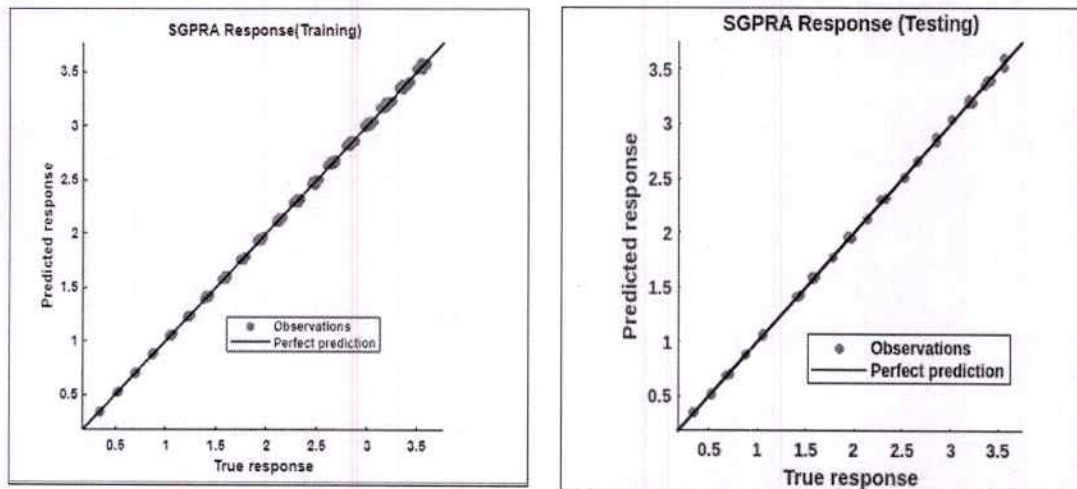 SGPRA Response(Training)
Predicted response
3.5
3
2.5
2
1.5
1
0.5
Observations
Perfect prediction
0.5 1 1.5 2 2.5 3 3.5
True response
SGPRA Response (Testing)
Predicted response
3.5
3
2.5
2
1.5
1
0.5
Observations
Perfect prediction
0.5 1 1.5 2 2.5 3 3.5
True response